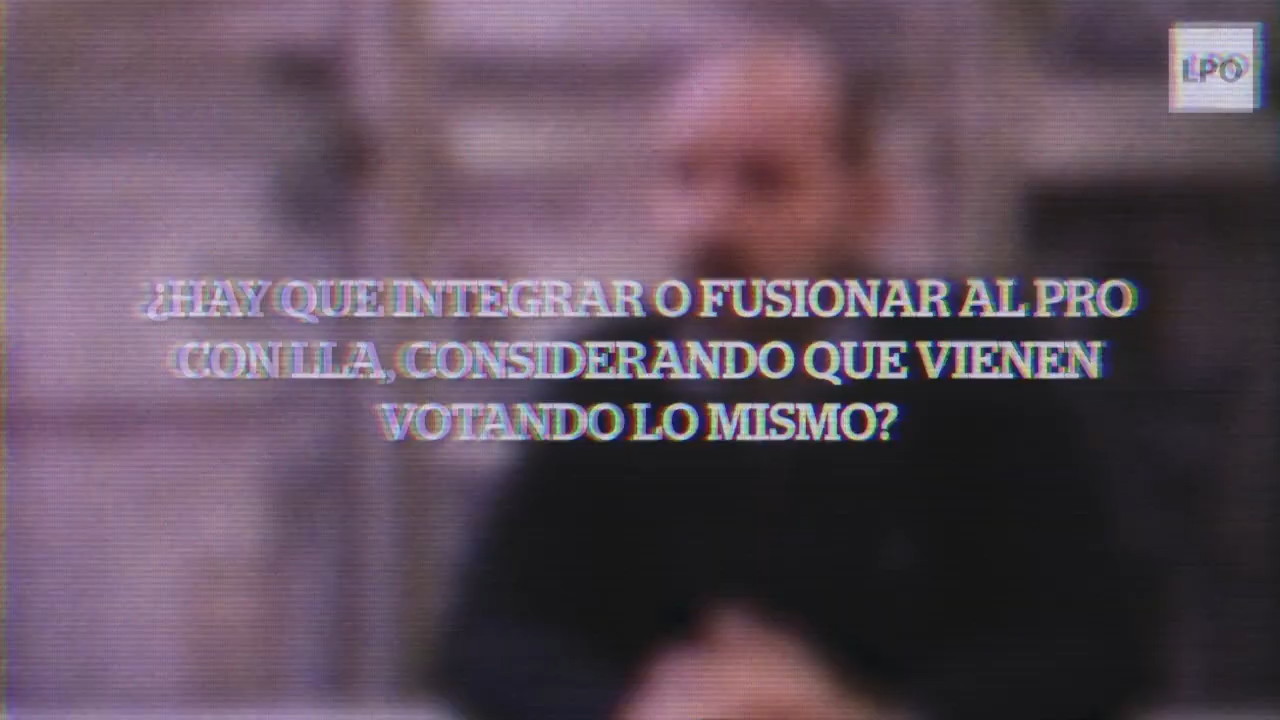 LPO
¿HAY QUE INTEGRAR O FUSIONAR AL PRO
CON LLA, CONSIDERANDO QUE VIENEN
VOTANDO LO MISMO?